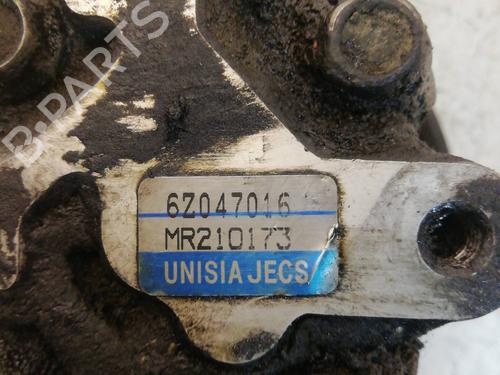 B.PARTS
6Z047016
MR210173
UNISIA JECS